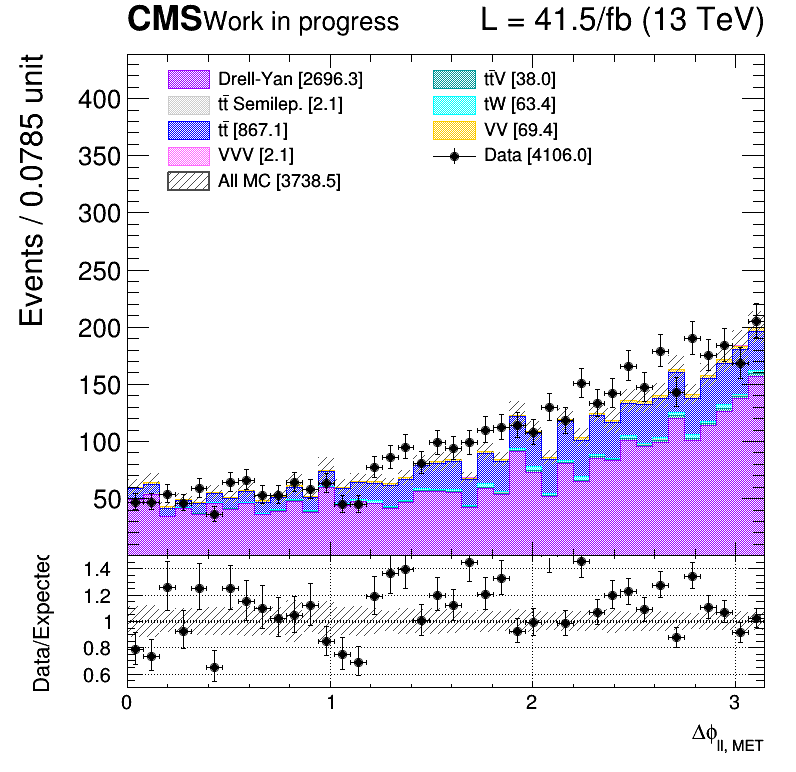 CMS Work in progress L = 41.5/fb (13 TeV)
Events / 0.0785 unit
400
350
300
250
200
150
100
50
Drell-Yan [2696.3]
tt̄ Semilep. [2.1]
tt̄ [867.1]
VVV [2.1]
All MC [3738.5]
tt̄V [38.0]
tW [63.4]
VV [69.4]
Data [4106.0]
Data/Expected
1.4
1.2
1
0.8
0.6
0 1 2 3
Δϕll, MET